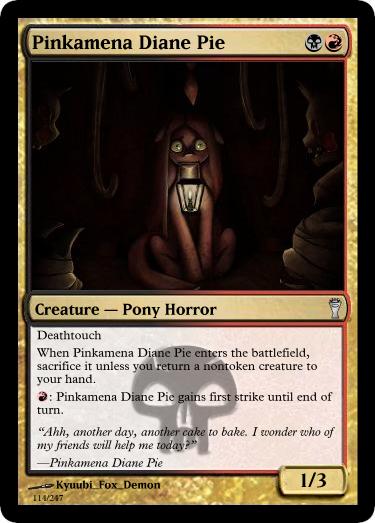 Pinkamena Diane Pie
Creature — Pony Horror
Deathtouch
When Pinkamena Diane Pie enters the battlefield,
sacrifice it unless you return a nontoken creature to
your hand.
: Pinkamena Diane Pie gains first strike until end of
turn.
“Ahh, another day, another cake to bake. I wonder who of
my friends will help me today?”
—Pinkamena Diane Pie
1/3
Kyuubi_Fox_Demon
114/247